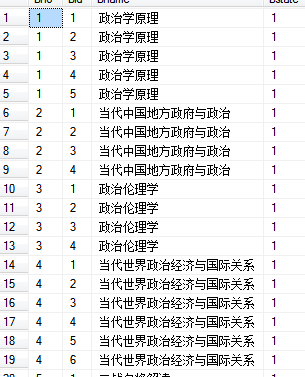 Bno Bid Bname Bstate
1 1 1 政治学原理 1
2 1 2 政治学原理 1
3 1 3 政治学原理 1
4 1 4 政治学原理 1
5 1 5 政治学原理 1
6 2 1 当代中国地方政府与政治 1
7 2 2 当代中国地方政府与政治 1
8 2 3 当代中国地方政府与政治 1
9 2 4 当代中国地方政府与政治 1
10 3 1 政治伦理学 1
11 3 2 政治伦理学 1
12 3 3 政治伦理学 1
13 3 4 政治伦理学 1
14 4 1 当代世界政治经济与国际关系 1
15 4 2 当代世界政治经济与国际关系 1
16 4 3 当代世界政治经济与国际关系 1
17 4 4 当代世界政治经济与国际关系 1
18 4 5 当代世界政治经济与国际关系 1
19 4 6 当代世界政治经济与国际关系 1